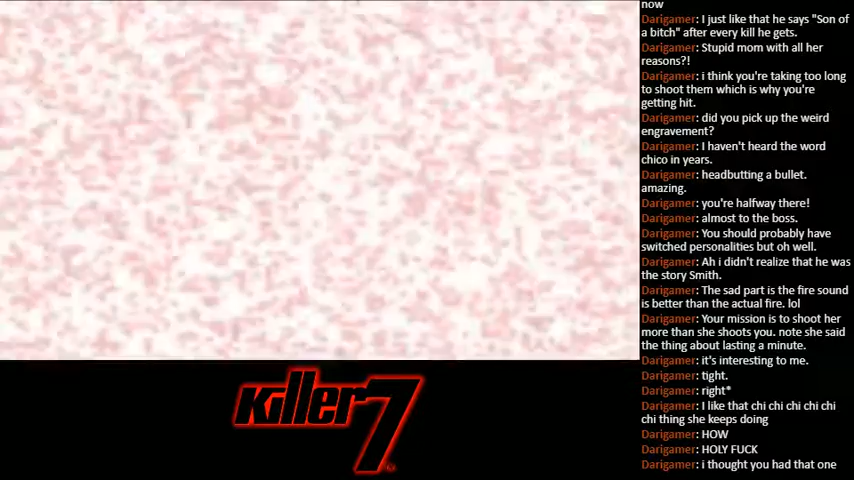 now
Darigamer: I just like that he says "Son of
a bitch" after every kill he gets.
Darigamer: Stupid mom with all her
reasons?!
Darigamer: i think you're taking too long
to shoot them which is why you're
getting hit.
Darigamer: did you pick up the weird
engravement?
Darigamer: I haven't heard the word
chico in years.
Darigamer: headbutting a bullet.
amazing.
Darigamer: you're halfway there!
Darigamer: almost to the boss.
Darigamer: You should probably have
switched personalities but oh well.
Darigamer: Ah i didn't realize that he was
the story Smith.
Darigamer: The sad part is the fire sound
is better than the actual fire. lol
Darigamer: Your mission is to shoot her
more than she shoots you. note she said
the thing about lasting a minute.
Darigamer: it's interesting to me.
Darigamer: tight.
Darigamer: right*
Darigamer: I like that chi chi chi chi chi
chi thing she keeps doing
Darigamer: HOW
Darigamer: HOLY FUCK
Darigamer: i thought you had that one
killer7